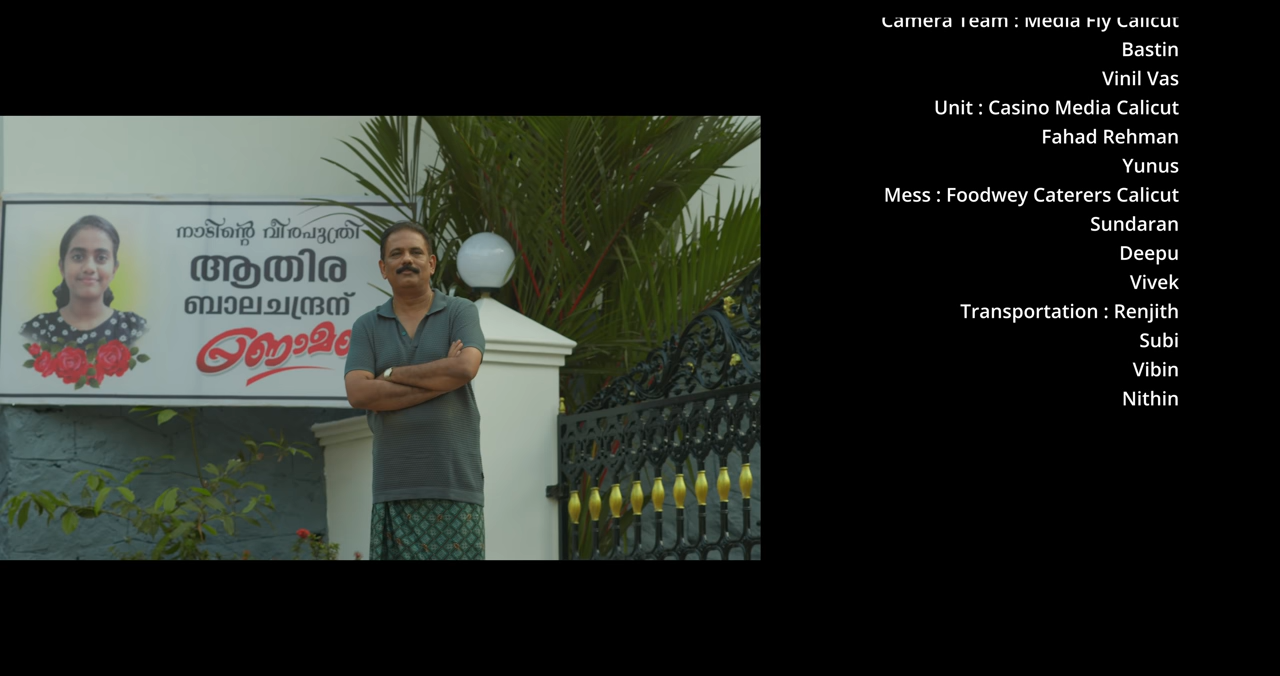 നാടിന്റെ വീരപുത്രി
ആതിര
ബാലചന്ദ്രന്
Camera Team : Media Fly Calicut
Bastin
Vinil Vas
Unit : Casino Media Calicut
Fahad Rehman
Yunus
Mess : Foodwey Caterers Calicut
Sundaran
Deepu
Vivek
Transportation : Renjith
Subi
Vibin
Nithin